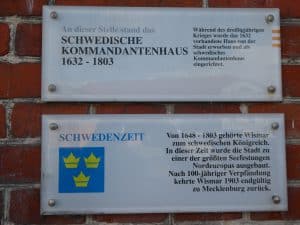 An dieser Stelle stand das
SCHWEDISCHE
KOMMANDANTENHAUS
1632 - 1803
Während des dreißigjährigen
Krieges wurde das 1632
vorhandene Haus von der
Stadt erworben und als
schwedisches
Kommandantenhaus
eingerichtet.
SCHWEDENZEIT
Von 1648 - 1803 gehörte Wismar
zum schwedischen Königreich.
In dieser Zeit wurde die Stadt zu
einer der größten Seefestungen
Nordeuropas ausgebaut.
Nach 100-jähriger Verpfändung
kehrte Wismar 1903 endgültig
zu Mecklenburg zurück.